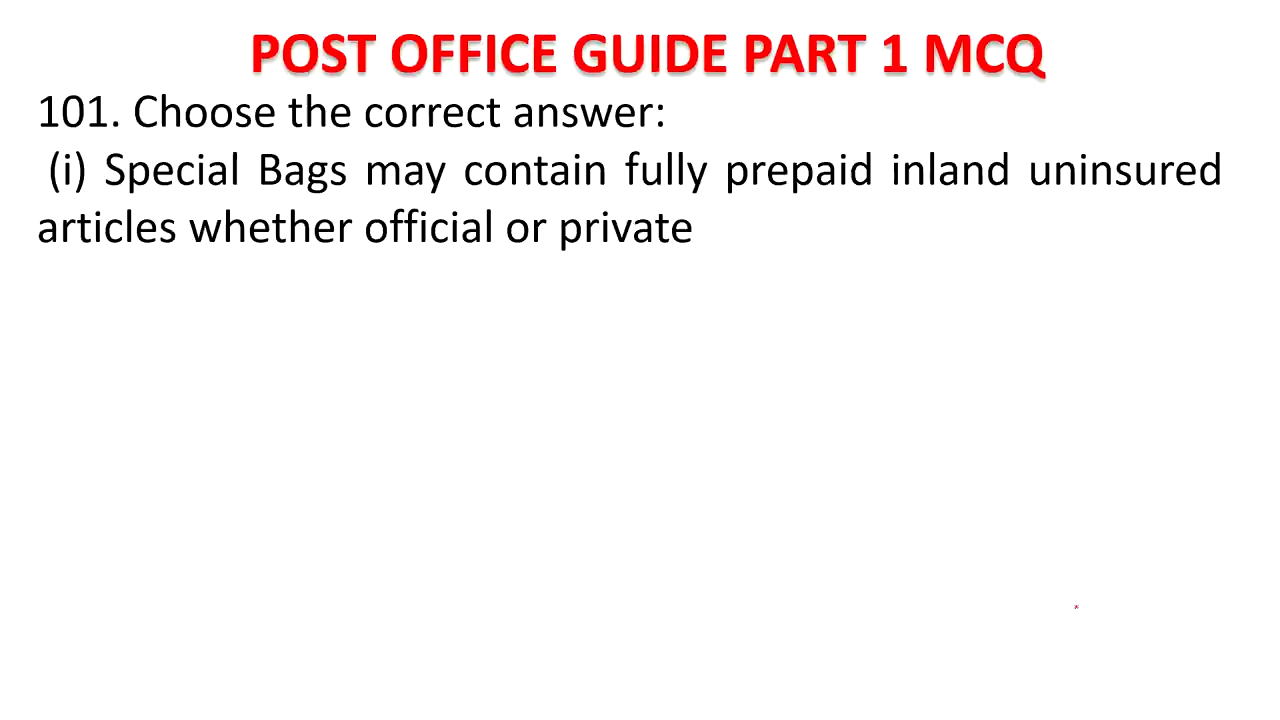 POST OFFICE GUIDE PART 1 MCQ
101. Choose the correct answer:
(i) Special Bags may contain fully prepaid inland uninsured
articles whether official or private